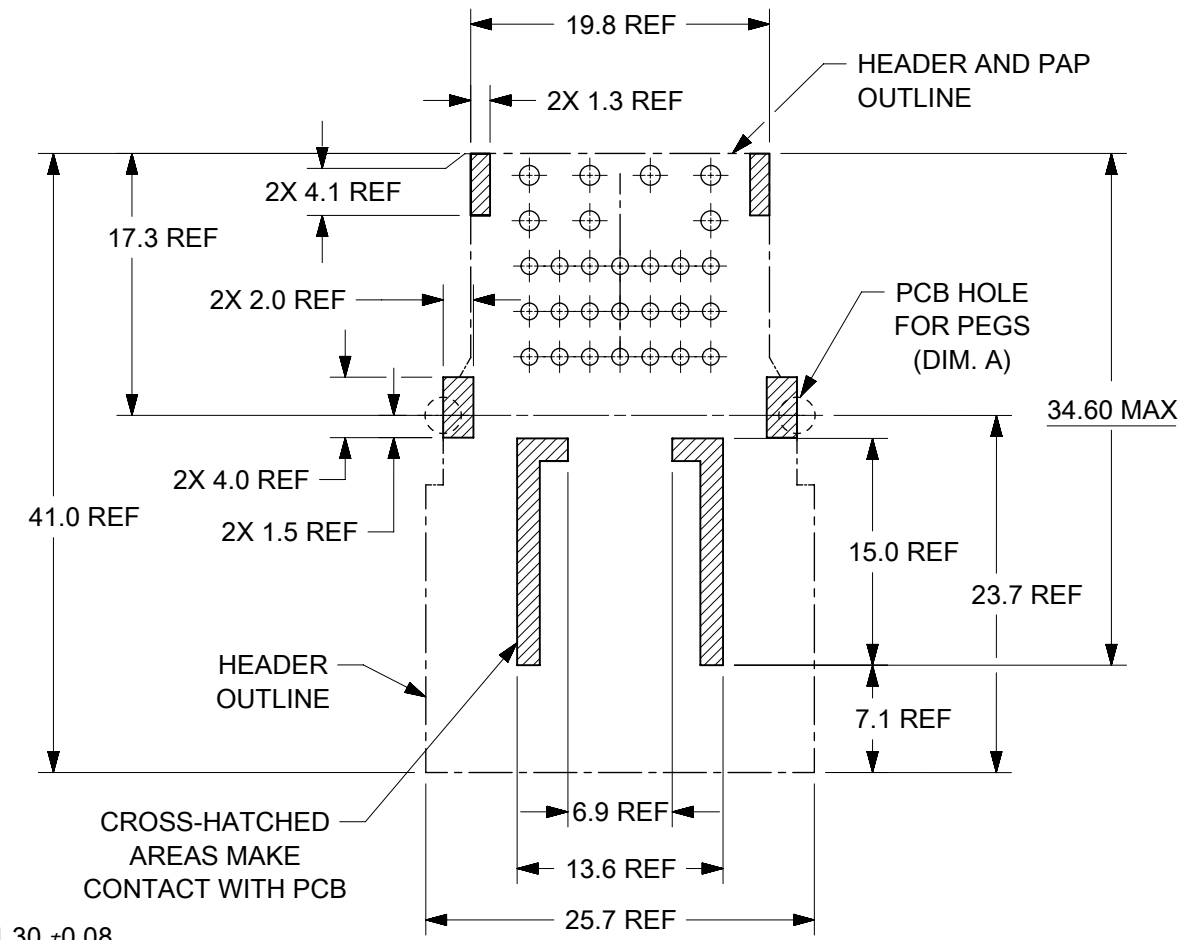 19.8 REF
HEADER AND PAP
OUTLINE
2X 1.3 REF
2X 4.1 REF
17.3 REF
2X 2.0 REF
PCB HOLE
FOR PEGS
(DIM. A)
34.60 MAX
2X 4.0 REF
41.0 REF
2X 1.5 REF
15.0 REF
23.7 REF
HEADER
OUTLINE
7.1 REF
6.9 REF
CROSS-HATCHED
AREAS MAKE
CONTACT WITH PCB
13.6 REF
25.7 REF
.30 ±0.08